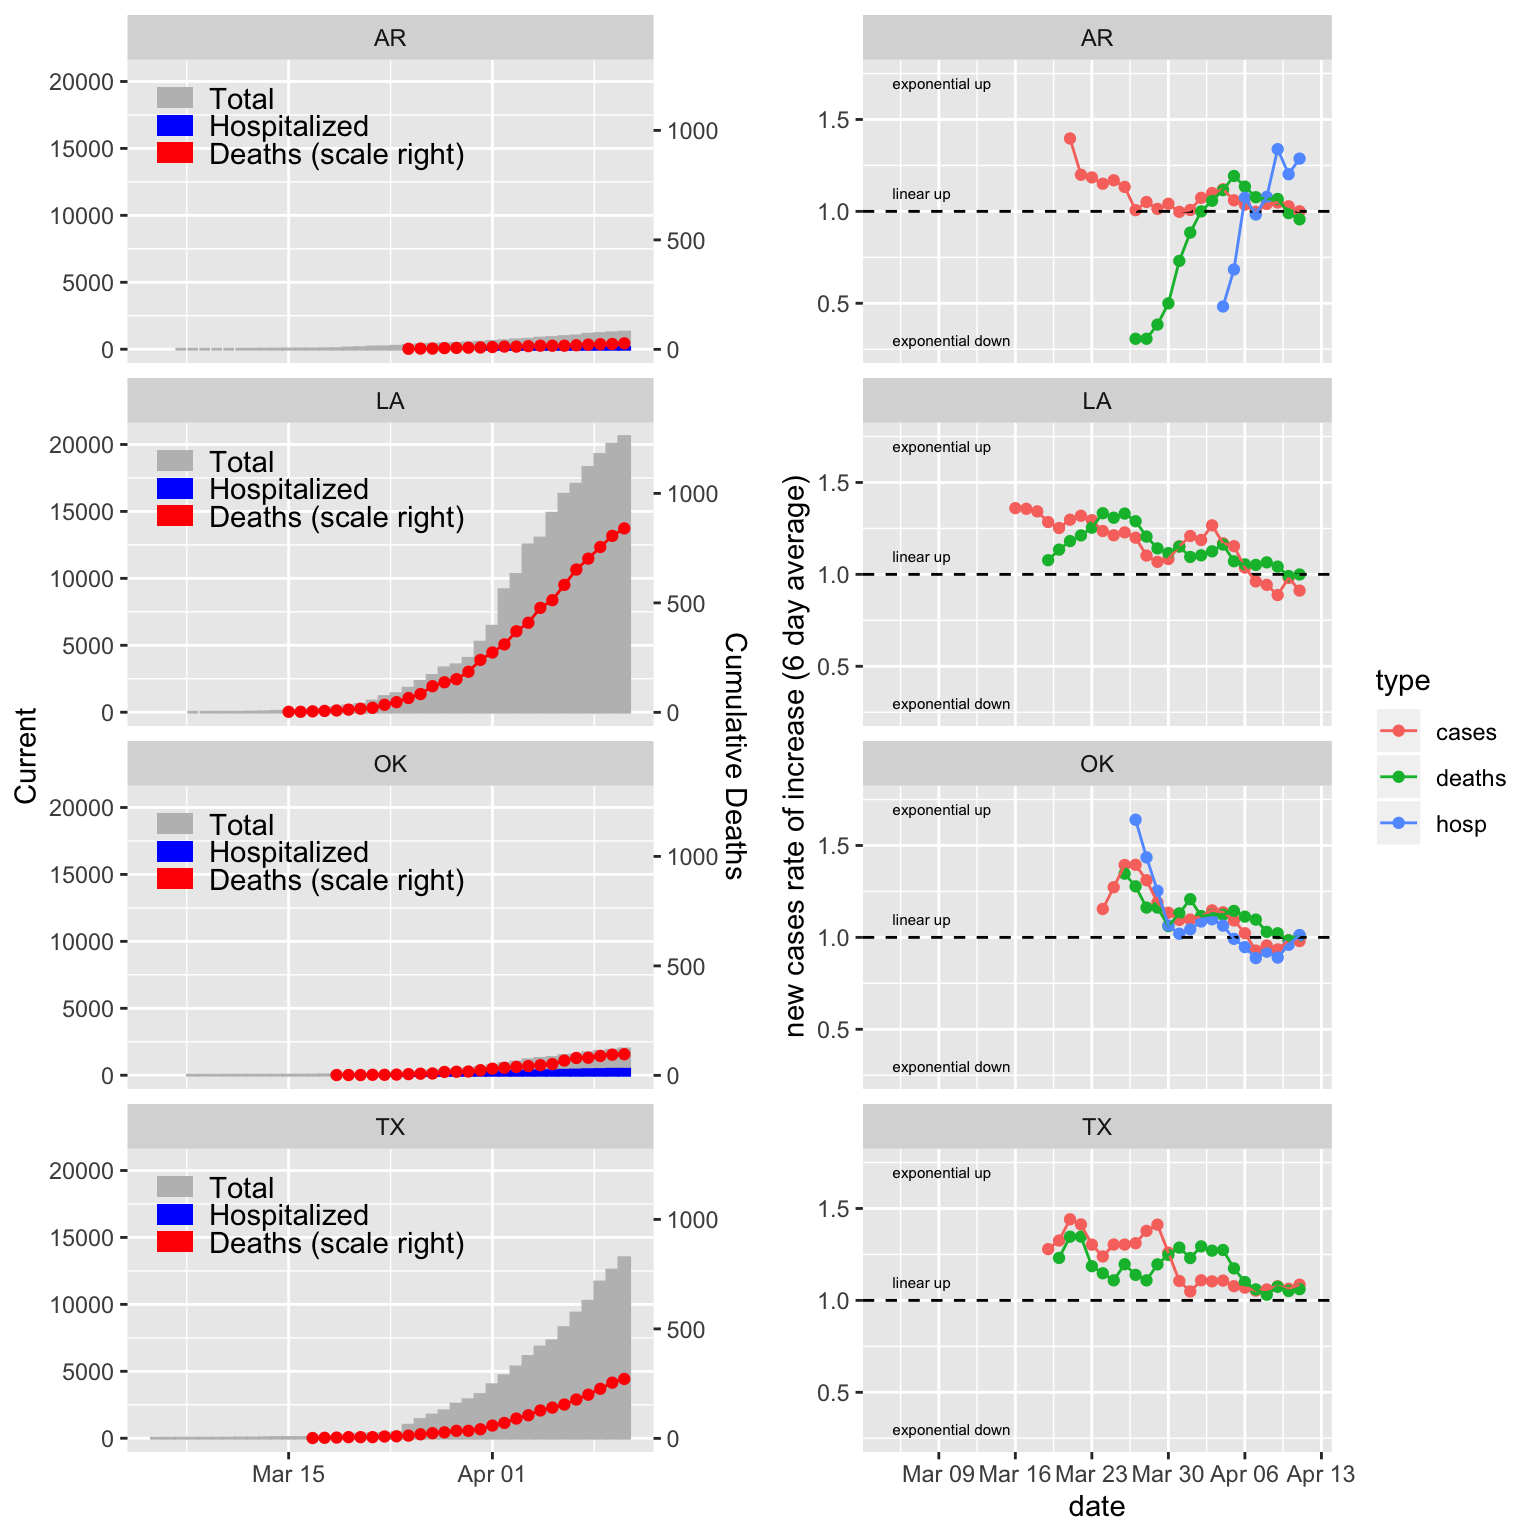 AR
20000
15000
10000
5000
0
Total
Hospitalized
Deaths (scale right)
1000
500
0
LA
20000
15000
10000
5000
0
Total
Hospitalized
Deaths (scale right)
1000
500
0
OK
20000
15000
10000
5000
0
Total
Hospitalized
Deaths (scale right)
1000
500
0
TX
20000
15000
10000
5000
0
Total
Hospitalized
Deaths (scale right)
1000
500
0
Mar 15
Apr 01
Current
Cumulative Deaths
AR
1.5
1.0
0.5
exponential up
linear up
exponential down
LA
1.5
1.0
0.5
exponential up
linear up
exponential down
OK
1.5
1.0
0.5
exponential up
linear up
exponential down
TX
1.5
1.0
0.5
exponential up
linear up
exponential down
Mar 09
Mar 16
Mar 23
Mar 30
Apr 06
Apr 13
date
new cases rate of increase (6 day average)
type
cases
deaths
hosp